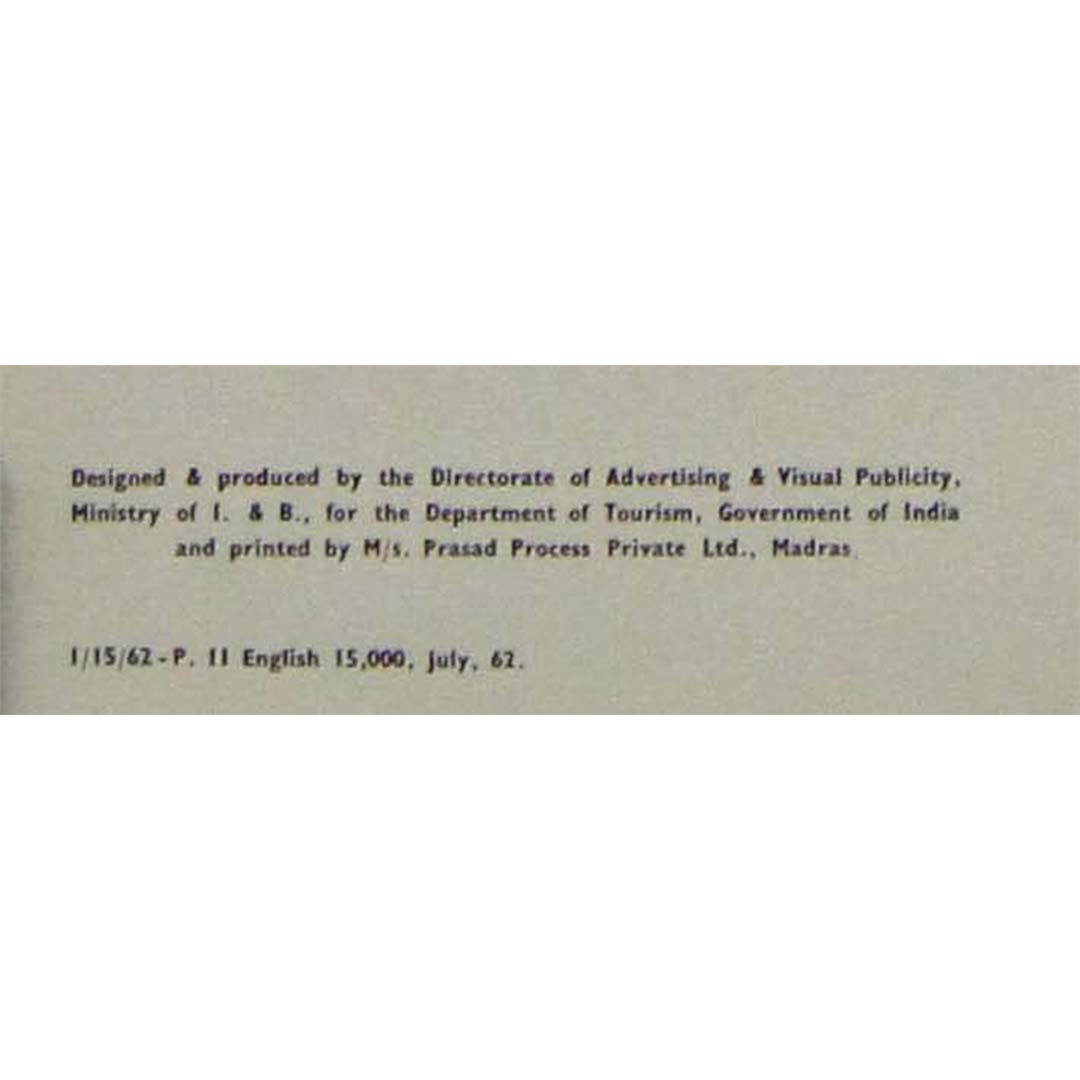 Designed & produced by the Directorate of Advertising & Visual Publicity,
Ministry of I. & B., for the Department of Tourism, Government of India
and printed by M/s. Prasad Process Private Ltd., Madras.
1/15/62-P. II English 15,000, July, 62.